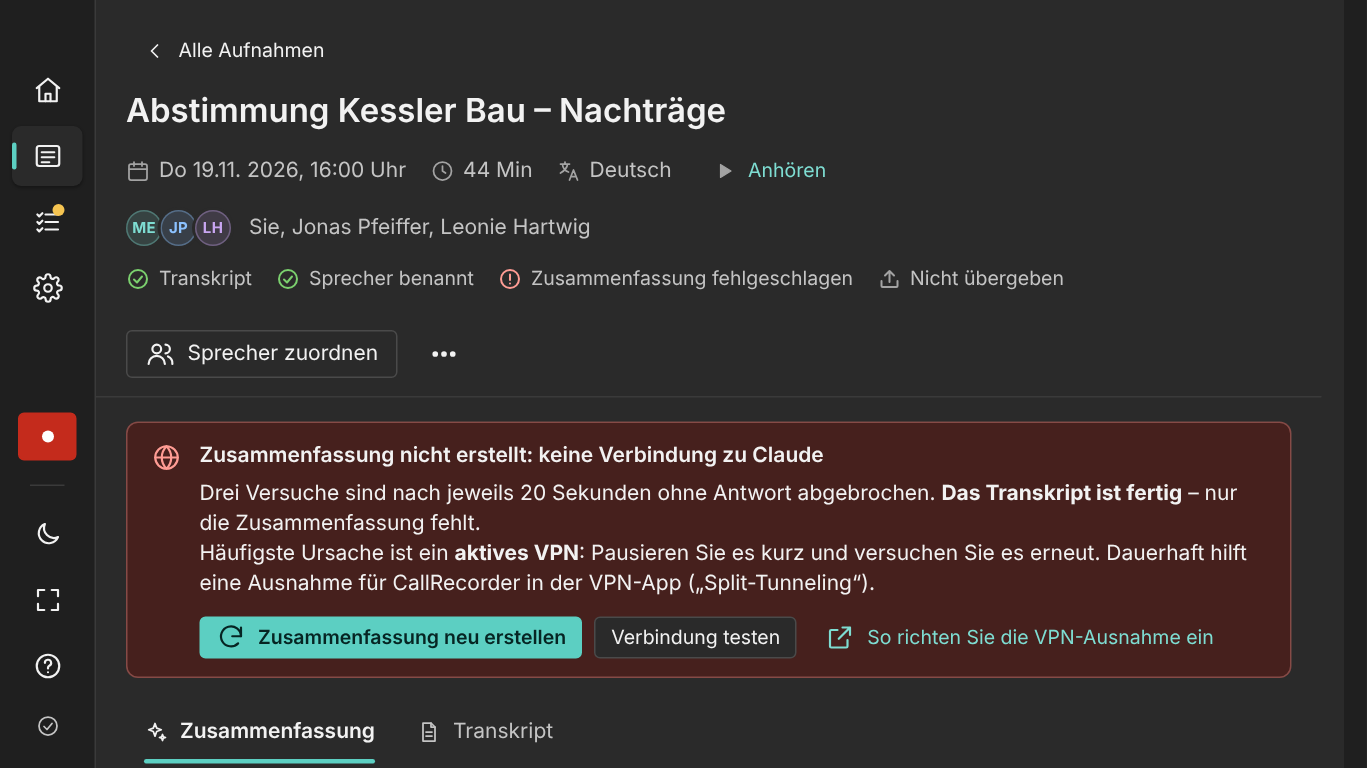 Alle Aufnahmen
Abstimmung Kessler Bau – Nachträge
Do 19.11. 2026, 16:00 Uhr 44 Min Deutsch Anhören
ME JP LH Sie, Jonas Pfeiffer, Leonie Hartwig
Transkript Sprecher benannt Zusammenfassung fehlgeschlagen Nicht übergeben
Sprecher zuordnen
Zusammenfassung nicht erstellt: keine Verbindung zu Claude
Drei Versuche sind nach jeweils 20 Sekunden ohne Antwort abgebrochen. Das Transkript ist fertig – nur
die Zusammenfassung fehlt.
Häufigste Ursache ist ein aktives VPN: Pausieren Sie es kurz und versuchen Sie es erneut. Dauerhaft hilft
eine Ausnahme für CallRecorder in der VPN-App („Split-Tunneling“).
Zusammenfassung neu erstellen Verbindung testen So richten Sie die VPN-Ausnahme ein
Zusammenfassung Transkript